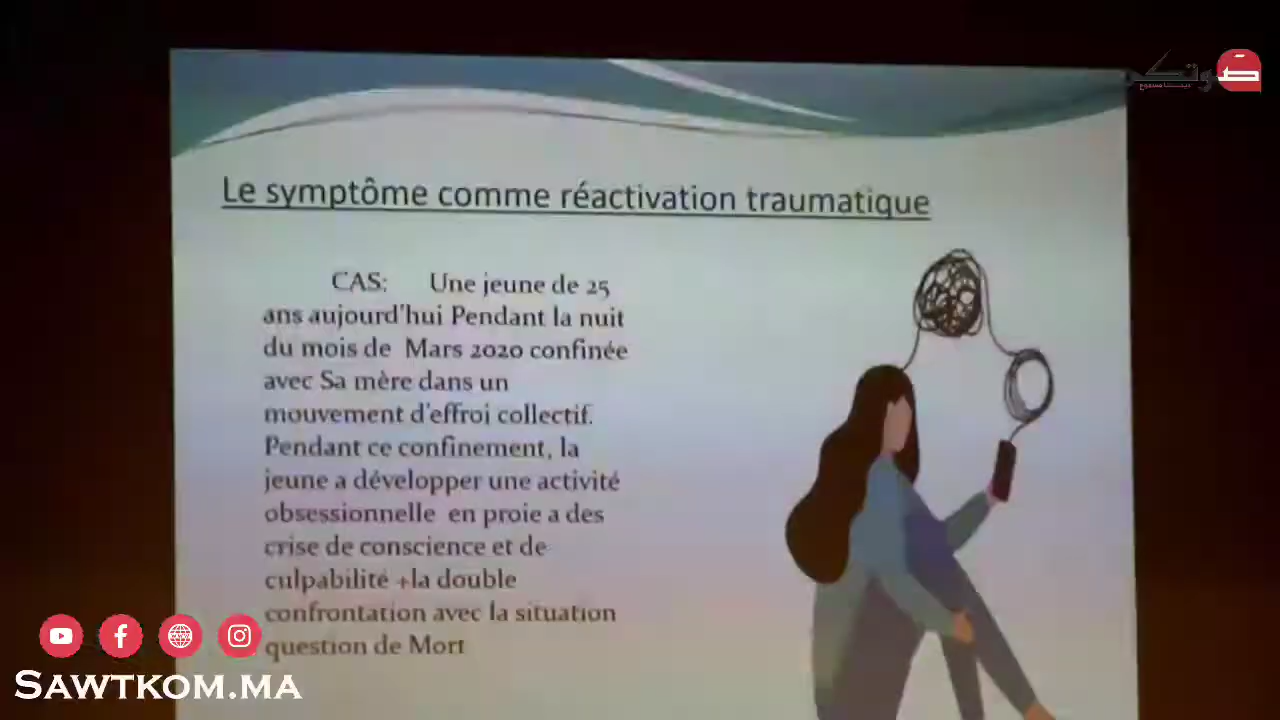 صوتكم
Le symptôme comme réactivation traumatique
CAS: Une jeune de 25
ans aujourd'hui Pendant la nuit
du mois de Mars 2020 confinée
avec Sa mère dans un
mouvement d'effroi collectif.
Pendant ce confinement, la
jeune a développer une activité
obsessionnelle en proie a des
crise de conscience et de
culpabilité +la double
confrontation avec la situation
question de Mort
WWW
SAWTKOM.MA